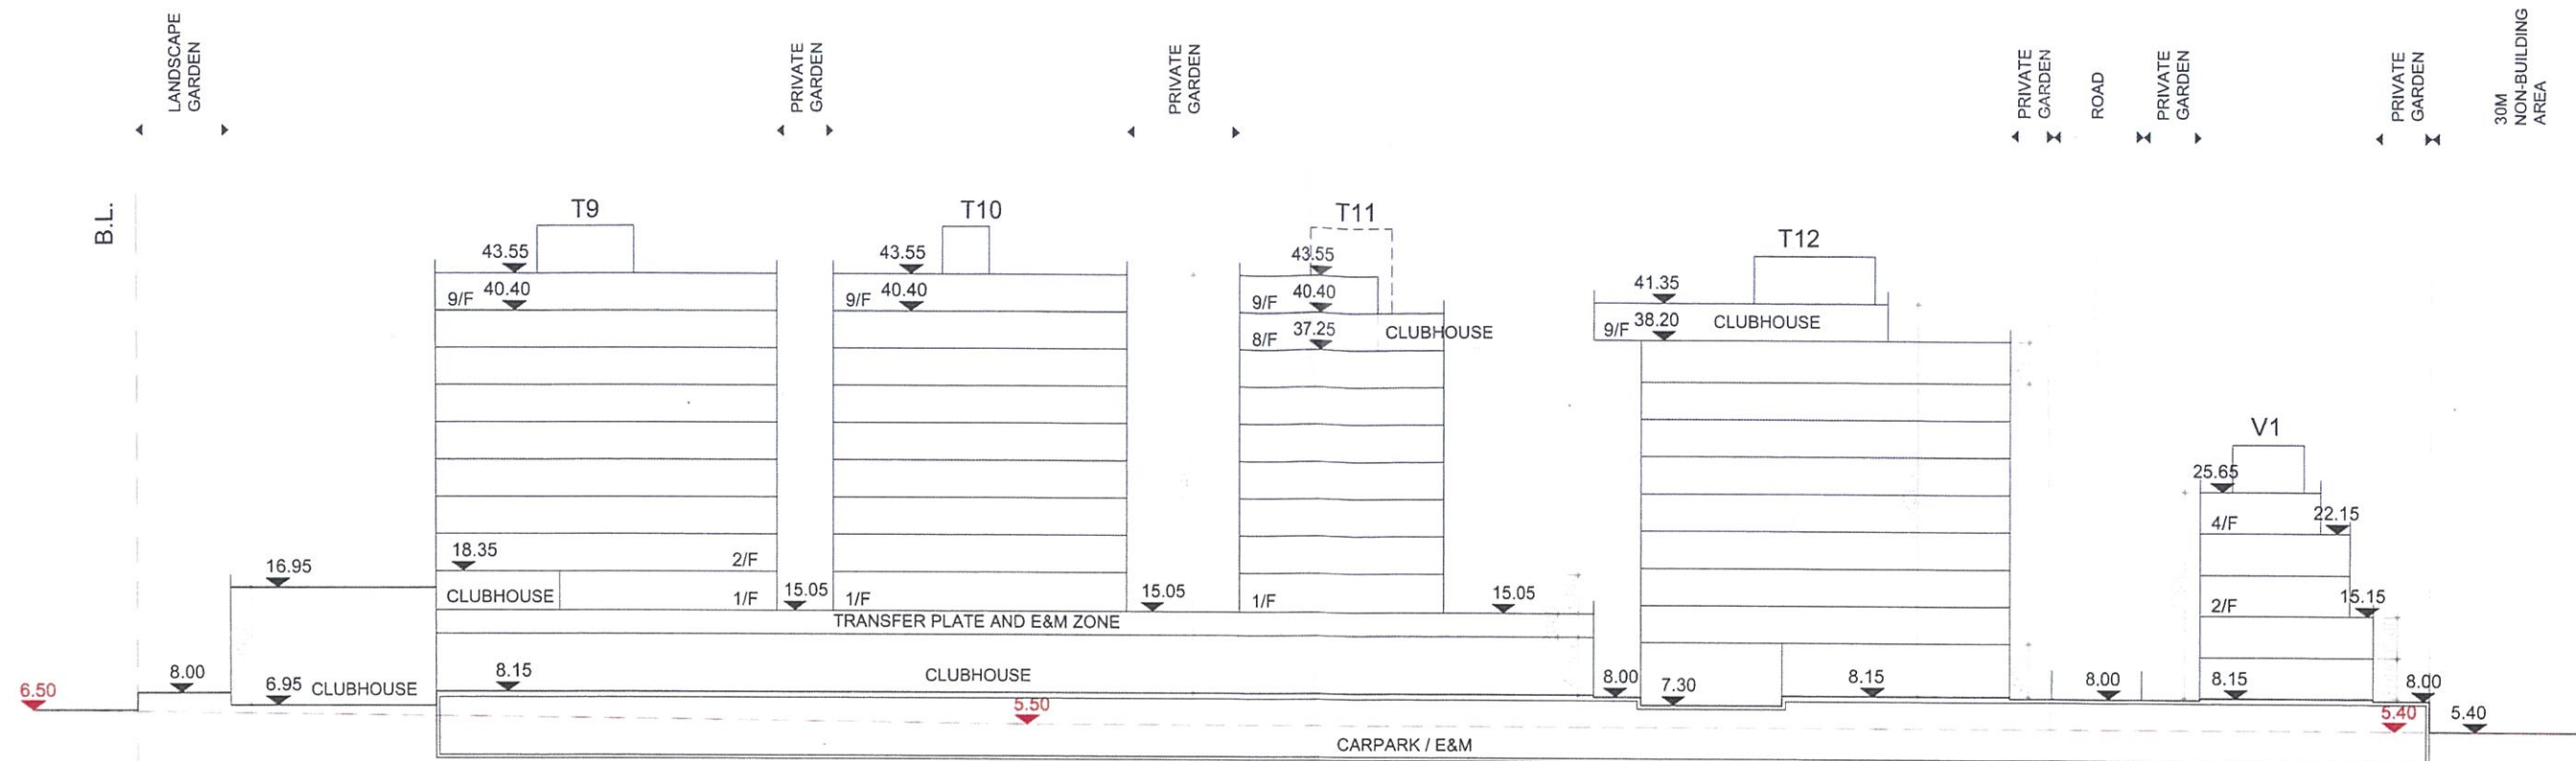 LANDSCAPE
GARDEN
PRIVATE
GARDEN
PRIVATE
GARDEN
PRIVATE
GARDEN
ROAD
PRIVATE
GARDEN
PRIVATE
GARDEN
30M
NON-BUILDING
AREA
B.L.
T9
T10
T11
T12
43.55
43.55
43.55
41.35
9/F 40.40
9/F 40.40
9/F 40.40
9/F 38.20 CLUBHOUSE
8/F 37.25 CLUBHOUSE
V1
25.65
4/F 22.15
18.35 2/F
16.95
CLUBHOUSE 1/F 15.05 1/F 15.05 1/F 15.05
2/F 15.15
TRANSFER PLATE AND E&M ZONE
6.50 8.00 6.95 CLUBHOUSE 8.15 CLUBHOUSE 8.00 7.30 8.15 8.00 8.15 8.00
5.50 5.40 5.40
CARPARK / E&M